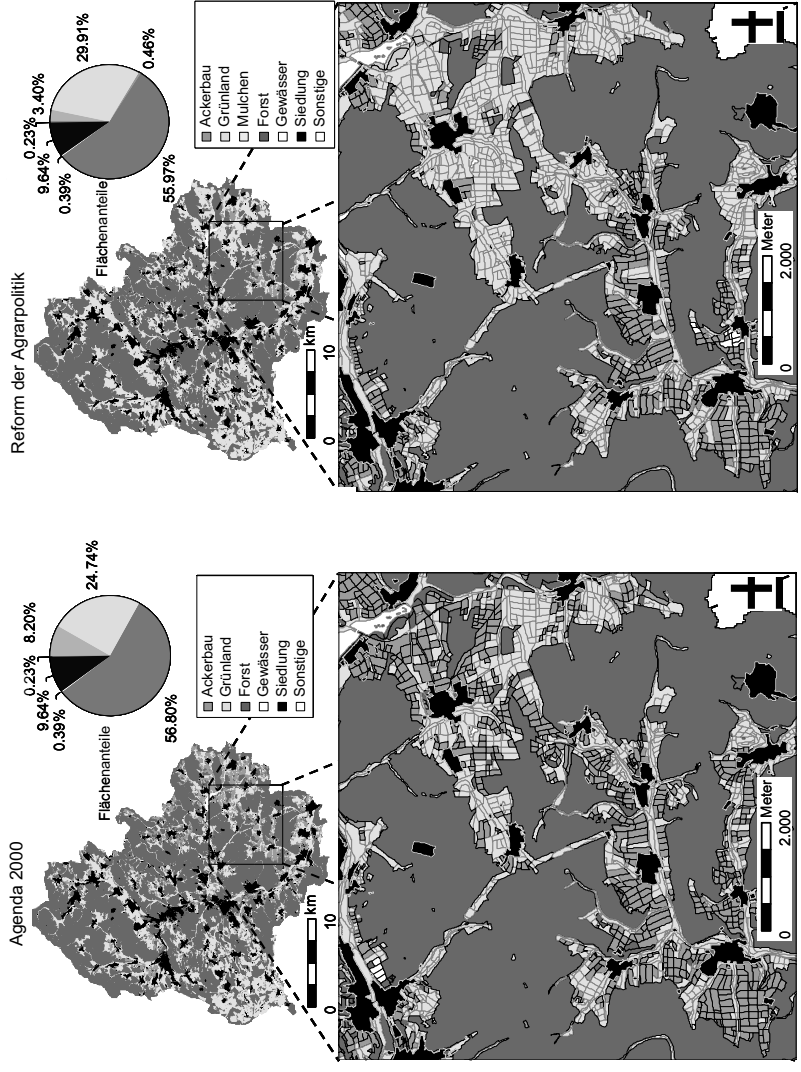 Agenda 2000
Flächenanteile
0.39%
9.64%
0.23%
8.20%
24.74%
56.80%
Ackerbau
Grünland
Forst
Gewässer
Siedlung
Sonstige
0
10
km
0
2.000
Meter
Reform der Agrarpolitik
Flächenanteile
0.39%
9.64%
0.23%
3.40%
29.91%
0.46%
55.97%
Ackerbau
Grünland
Mulchen
Forst
Gewässer
Siedlung
Sonstige
0
10
km
0
2.000
Meter